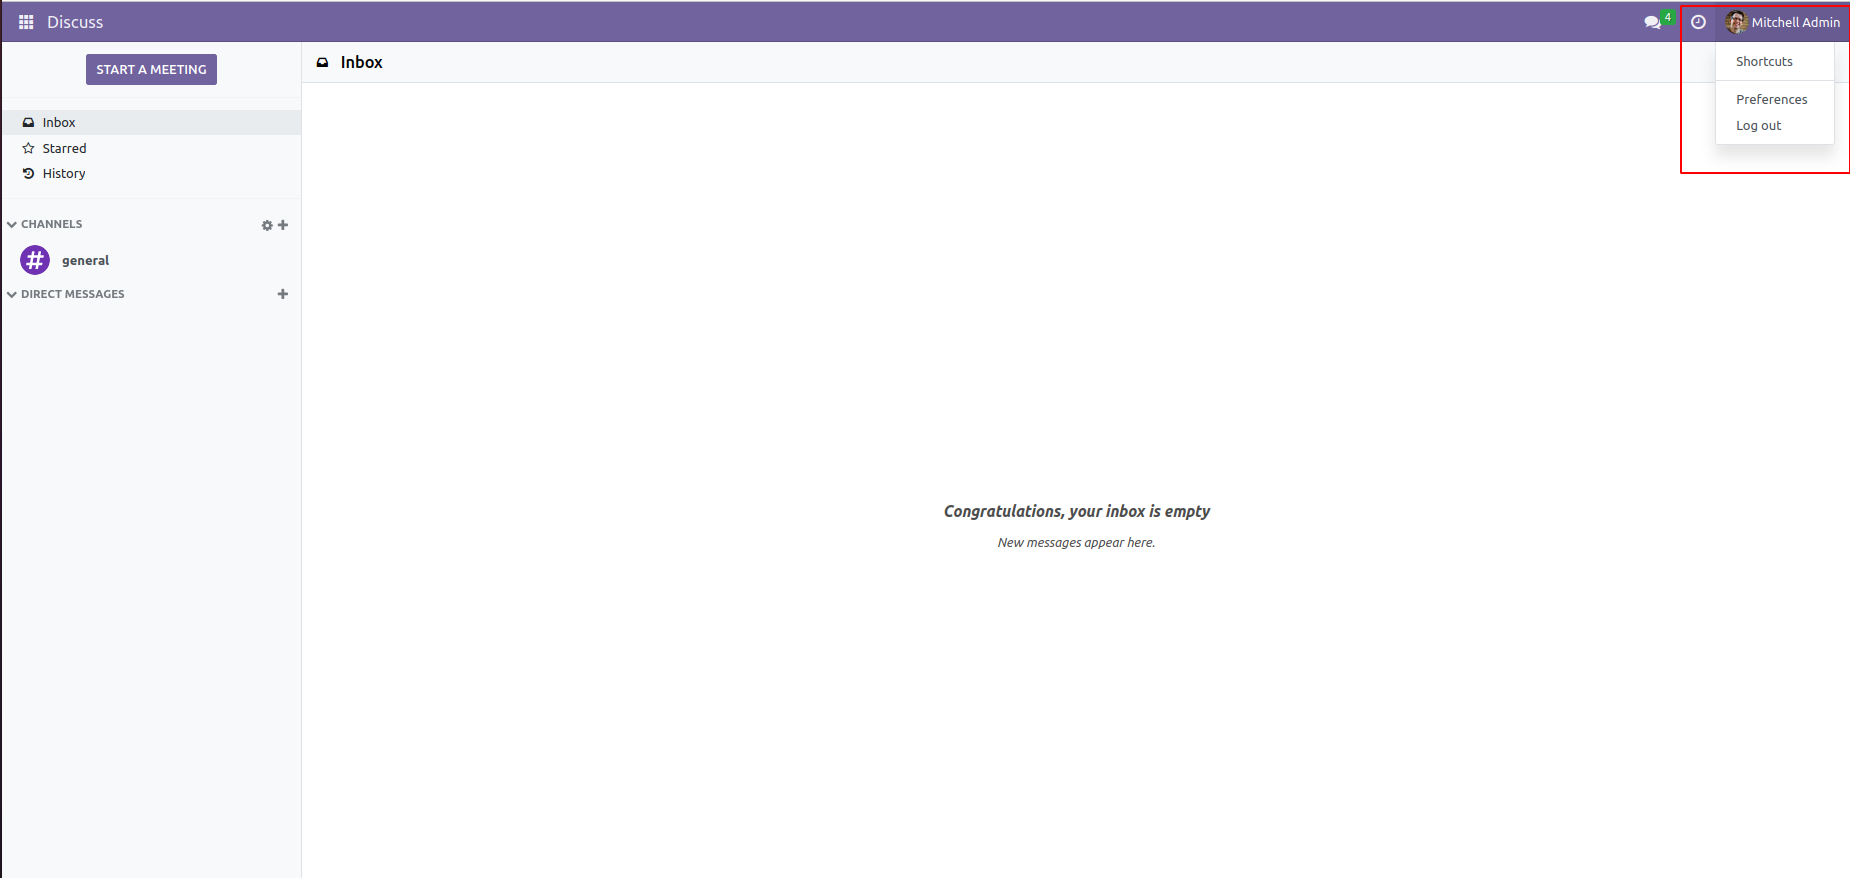 Discuss
4
Mitchell Admin
START A MEETING
Inbox
Starred
History
CHANNELS
general
DIRECT MESSAGES
Inbox
Shortcuts
Preferences
Log out
Congratulations, your inbox is empty
New messages appear here.